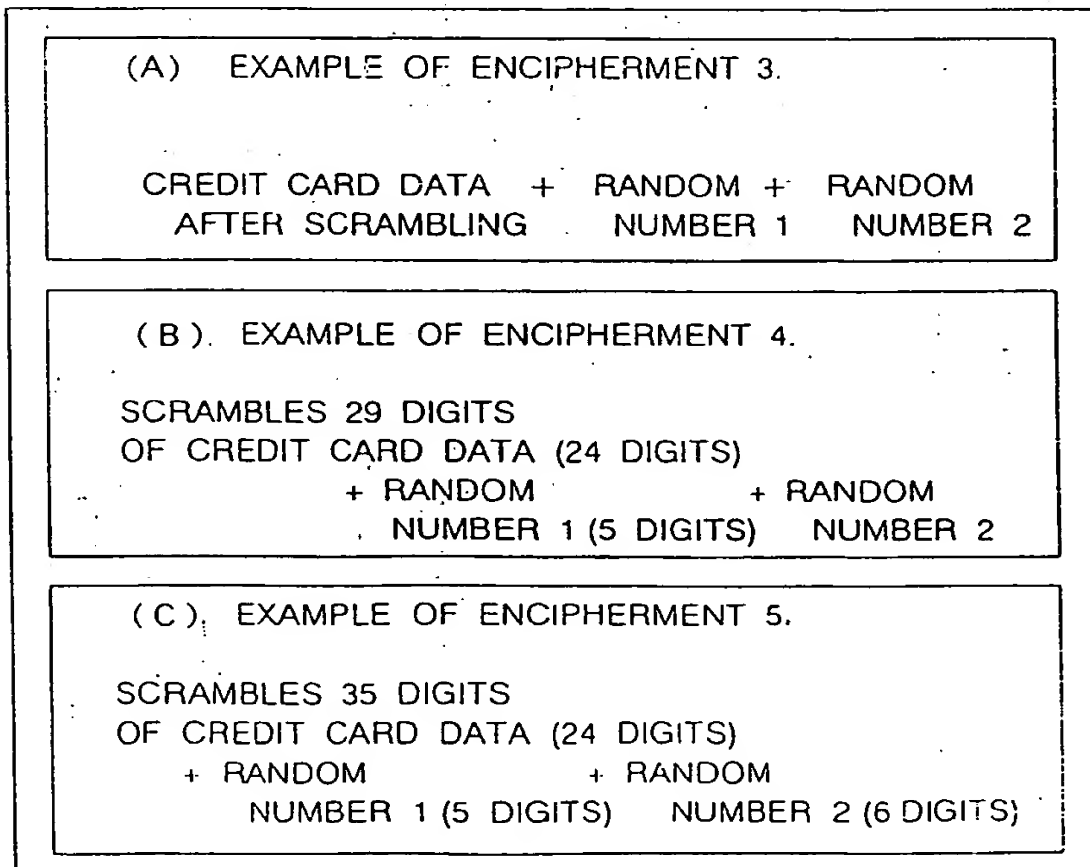 (A) EXAMPLE OF ENCIPHERMENT 3.
CREDIT CARD DATA + RANDOM + RANDOM
AFTER SCRAMBLING NUMBER 1 NUMBER 2
(B). EXAMPLE OF ENCIPHERMENT 4.
SCRAMBLES 29 DIGITS
OF CREDIT CARD DATA (24 DIGITS)
+ RANDOM + RANDOM
NUMBER 1 (5 DIGITS) NUMBER 2
(C). EXAMPLE OF ENCIPHERMENT 5.
SCRAMBLES 35 DIGITS
OF CREDIT CARD DATA (24 DIGITS)
+ RANDOM + RANDOM
NUMBER 1 (5 DIGITS) NUMBER 2 (6 DIGITS)